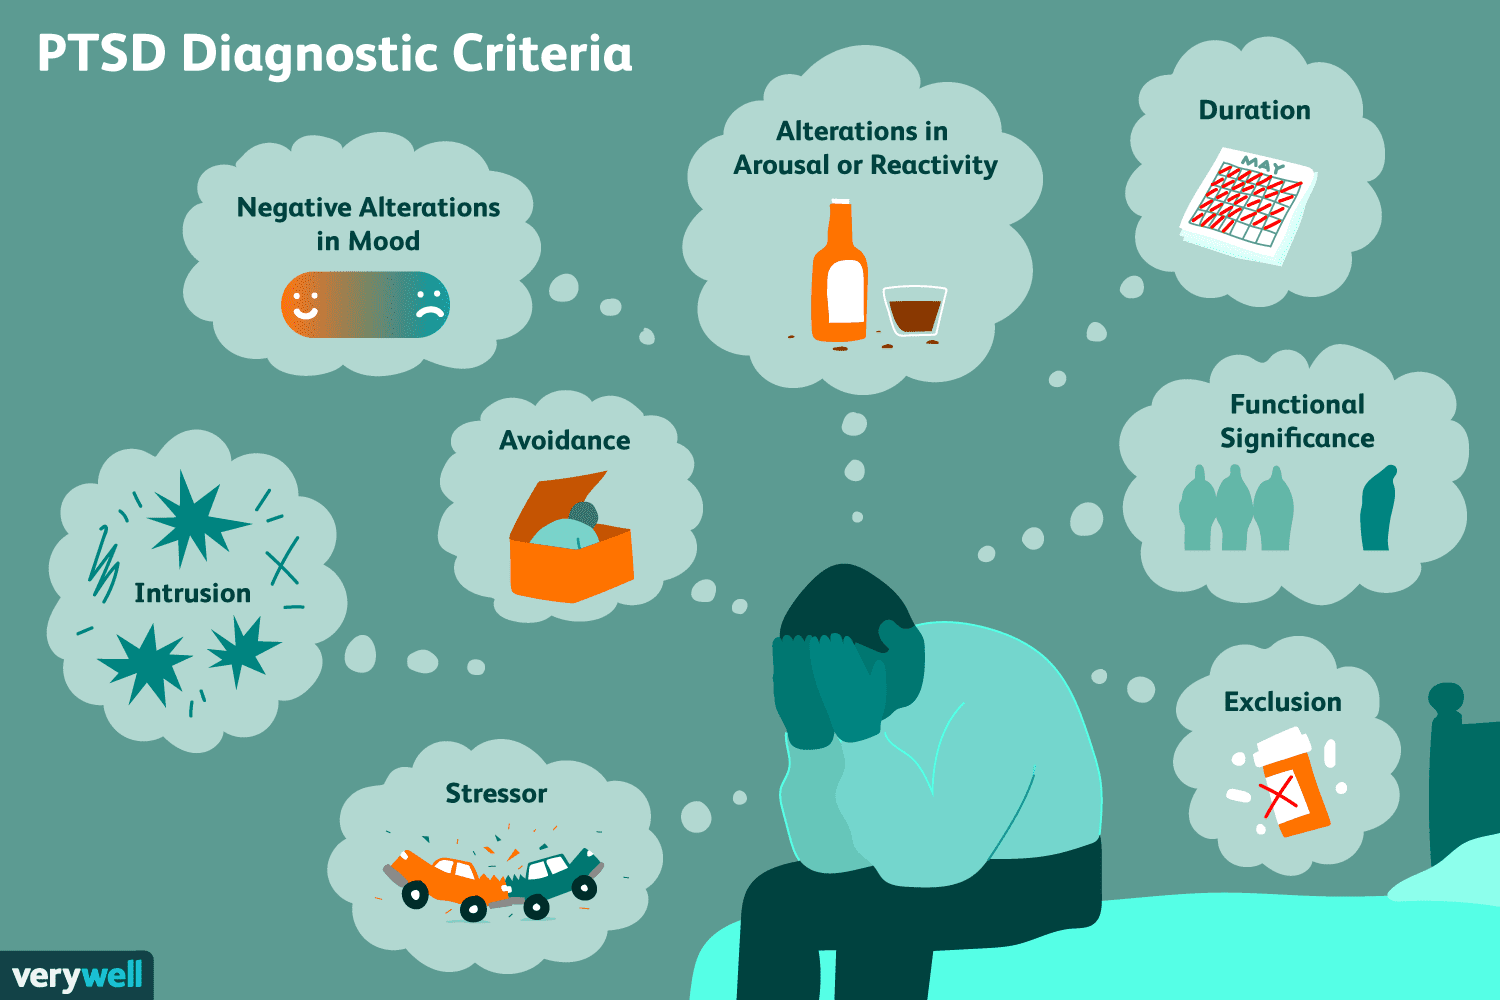 PTSD Diagnostic Criteria
Negative Alterations
in Mood
Alterations in
Arousal or Reactivity
Duration
MAY
Avoidance
Functional
Significance
Intrusion
Exclusion
Stressor
verywell